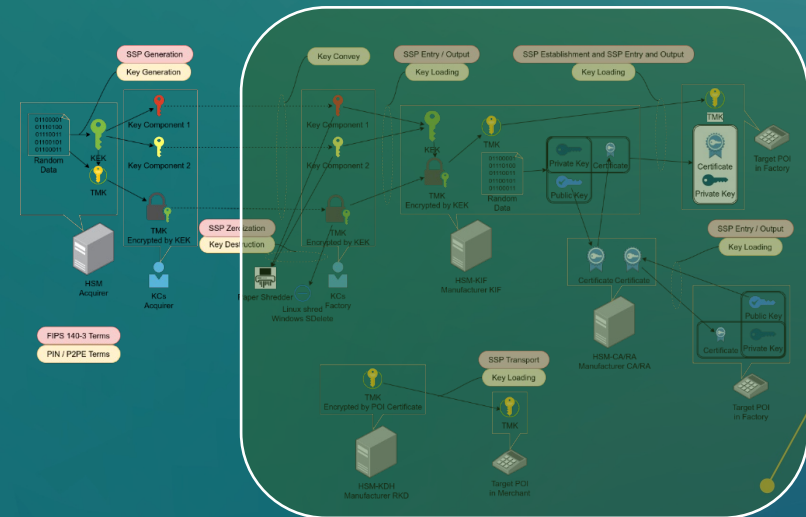 SSP Generation
Key Generation
Key Convey
SSP Entry / Output
Key Loading
SSP Establishment and SSP Entry and Output
Key Loading
01100001
01110100
01110011
01100101
01100011
Random
Data
KEK
TMK
Key Component 1
Key Component 2
TMK
Encrypted by KEK
HSM
Acquirer
KCs
Acquirer
SSP Zeroization
Key Destruction
Paper Shredder
Linux shred
Windows SDelete
Key Component 1
Key Component 2
TMK
Encrypted by KEK
KCs
Factory
KEK
TMK
Encrypted by KEK
TMK
Random
Data
Private Key
Public Key
Certificate
HSM-KIF
Manufacturer KIF
TMK
Certificate
Private Key
Target POI
in Factory
SSP Entry / Output
Key Loading
Certificate
Certificate
HSM-CA/RA
Manufacturer CA/RA
Public Key
Certificate
Private Key
Target POI
in Factory
FIPS 140-3 Terms
PIN / P2PE Terms
SSP Transport
Key Loading
TMK
Encrypted by POI Certificate
TMK
HSM-KDH
Manufacturer RKD
Target POI
in Merchant